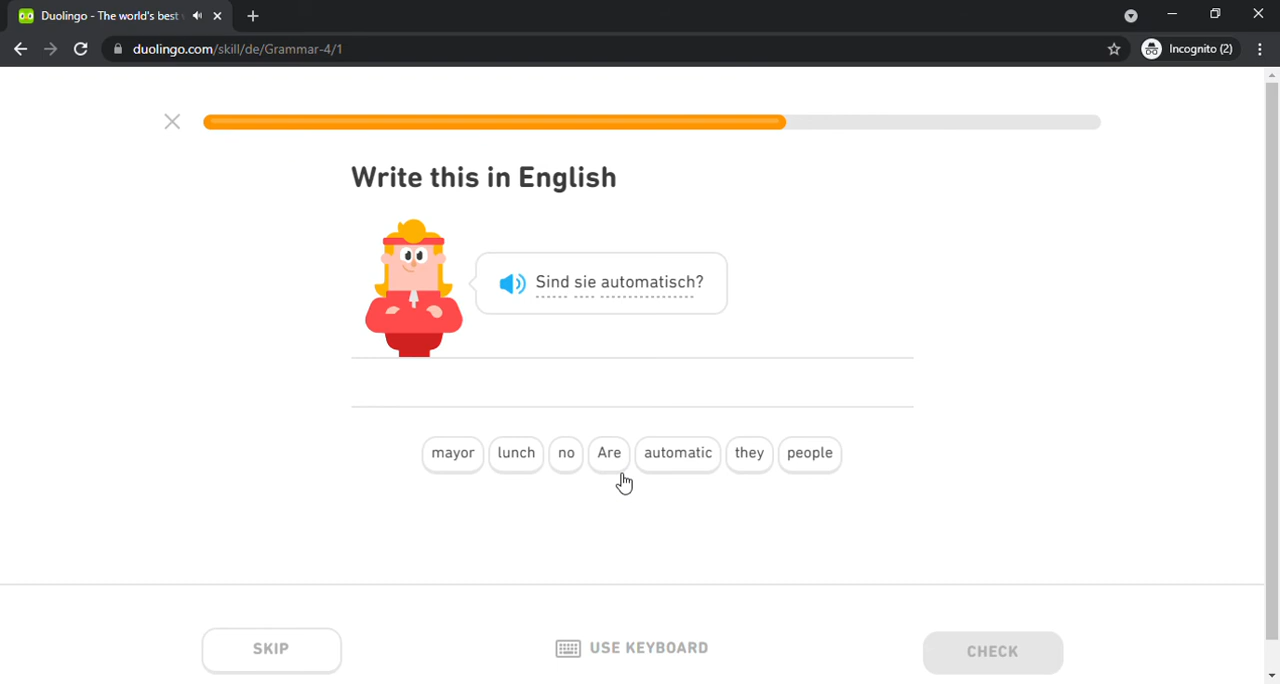 Duolingo - The world's best
duolingo.com/skill/de/Grammar-4/1
Incognito (2)
Write this in English
Sind sie automatisch?
mayor lunch no Are automatic they people
SKIP
USE KEYBOARD
CHECK